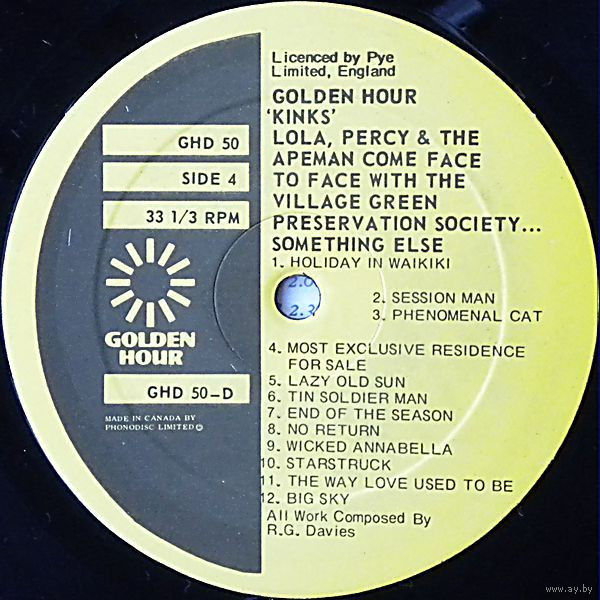 Licenced by Pye
Limited, England
GOLDEN HOUR
'KINKS'
LOLA, PERCY & THE
APEMAN COME FACE
TO FACE WITH THE
VILLAGE GREEN
PRESERVATION SOCIETY...
SOMETHING ELSE
GHD 50
SIDE 4
33 1/3 RPM
GOLDEN
HOUR
GHD 50-D
MADE IN CANADA BY
PHONODISC LIMITED ©
1. HOLIDAY IN WAIKIKI
2. SESSION MAN
3. PHENOMENAL CAT
4. MOST EXCLUSIVE RESIDENCE
FOR SALE
5. LAZY OLD SUN
6. TIN SOLDIER MAN
7. END OF THE SEASON
8. NO RETURN
9. WICKED ANNABELLA
10. STARSTRUCK
11. THE WAY LOVE USED TO BE
12. BIG SKY
All Work Composed By
R.G. Davies
www.ay.by